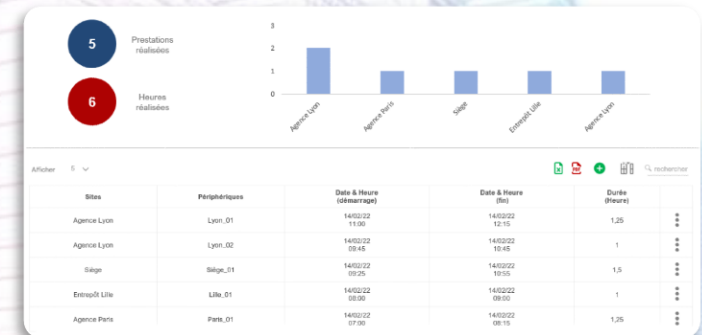 5
Prestations
réalisées
6
Heures
réalisées
3
2
1
0
Agence Lyon
Agence Paris
Siège
Entrepôt Lille
Agence Lyon
Afficher 5
PDF
rechercher
Sites Périphériques Date & Heure (démarrage) Date & Heure (fin) Durée (Heure)
Agence Lyon Lyon_01 14/02/22 11:00 14/02/22 12:15 1,25
Agence Lyon Lyon_02 14/02/22 09:45 14/02/22 10:45 1
Siège Siège_01 14/02/22 09:25 14/02/22 10:55 1,5
Entrepôt Lille Lille_01 14/02/22 08:00 14/02/22 09:00 1
Agence Paris Paris_01 14/02/22 07:00 14/02/22 08:15 1,25